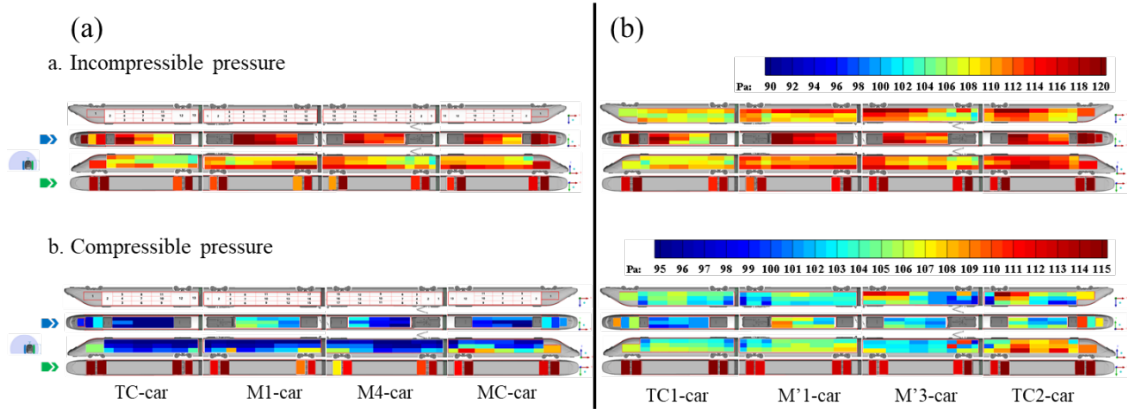 (a)
(b)
a. Incompressible pressure
Pa: 90 92 94 96 98 100 102 104 106 108 110 112 114 116 118 120
b. Compressible pressure
Pa: 95 96 97 98 99 100 101 102 103 104 105 106 107 108 109 110 111 112 113 114 115
TC-car M1-car M4-car MC-car
TC1-car M'1-car M'3-car TC2-car